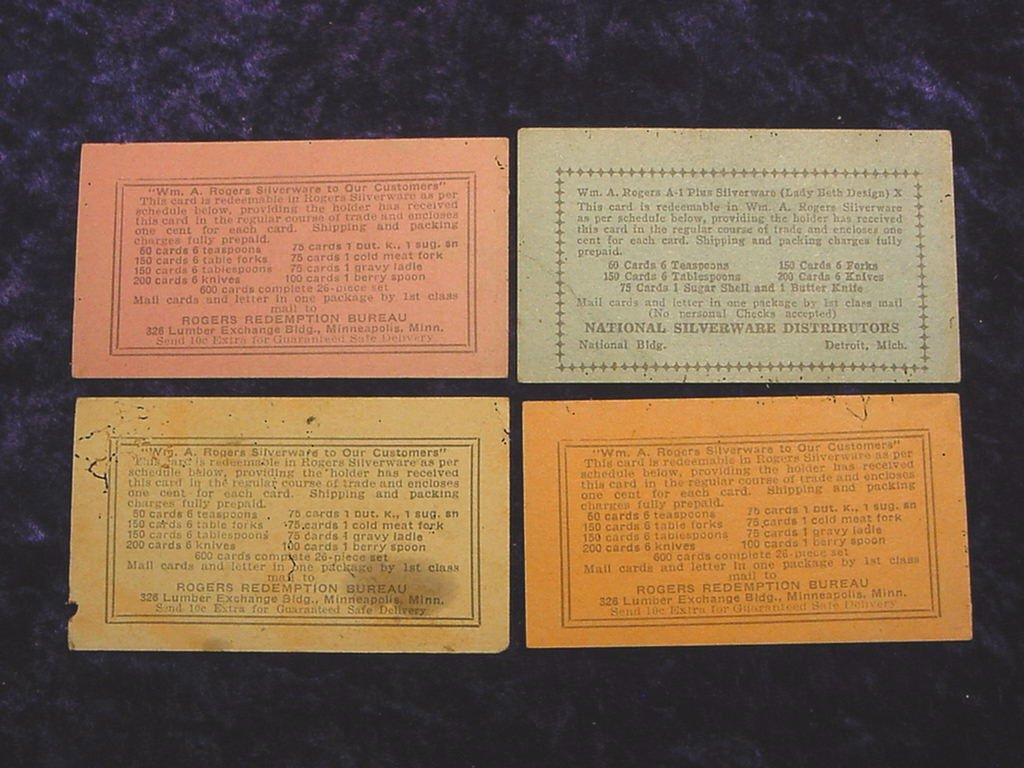 "Wm. A. Rogers Silverware to Our Customers"
This card is redeemable in Rogers Silverware as per
schedule below, providing the holder has received
this card in the regular course of trade and encloses
one cent for each card. Shipping and packing
charges fully prepaid.
50 cards 6 teaspoons 75 cards 1 but. k., 1 sug. sn
150 cards 6 table forks 75 cards 1 cold meat fork
150 cards 6 tablespoons 75 cards 1 gravy ladle
200 cards 6 knives 100 cards 1 berry spoon
600 cards complete 26-piece set
Mail cards and letter in one package by 1st class
mail to
ROGERS REDEMPTION BUREAU
326 Lumber Exchange Bldg., Minneapolis, Minn.
Send 10c Extra for Guaranteed Safe Delivery
Wm. A. Rogers A-1 Plus Silverware (Lady Beth Design) X
This card is redeemable in Wm. A. Rogers Silverware
as per schedule below, providing the holder has received
this card in the regular course of trade and encloses one
cent for each card. Shipping and packing charges fully
prepaid.
50 Cards 6 Teaspoons 150 Cards 6 Forks
150 Cards 6 Tablespoons 200 Cards 6 Knives
75 Cards 1 Sugar Shell and 1 Butter Knife
Mail cards and letter in one package by 1st class mail
(No personal Checks accepted)
NATIONAL SILVERWARE DISTRIBUTORS
National Bldg. Detroit, Mich.
"Wm. A. Rogers Silverware to Our Customers"
This card is redeemable in Rogers Silverware as per
schedule below, providing the holder has received
this card in the regular course of trade and encloses
one cent for each card. Shipping and packing
charges fully prepaid.
50 cards 6 teaspoons 75 cards 1 but. k., 1 sug. sn
150 cards 6 table forks 75 cards 1 cold meat fork
150 cards 6 tablespoons 75 cards 1 gravy ladle
200 cards 6 knives 100 cards 1 berry spoon
600 cards complete 26-piece set
Mail cards and letter in one package by 1st class
mail to
ROGERS REDEMPTION BUREAU
326 Lumber Exchange Bldg., Minneapolis, Minn.
Send 10c Extra for Guaranteed Safe Delivery
"Wm. A. Rogers Silverware to Our Customers"
This card is redeemable in Rogers Silverware as per
schedule below, providing the holder has received
this card in the regular course of trade and encloses
one cent for each card. Shipping and packing
charges fully prepaid.
50 cards 6 teaspoons 75 cards 1 but. k., 1 sug. sn
150 cards 6 table forks 75 cards 1 cold meat fork
150 cards 6 tablespoons 75 cards 1 gravy ladle
200 cards 6 knives 100 cards 1 berry spoon
600 cards complete 26-piece set
Mail cards and letter in one package by 1st class
mail to
ROGERS REDEMPTION BUREAU
326 Lumber Exchange Bldg., Minneapolis, Minn.
Send 10c Extra for Guaranteed Safe Delivery